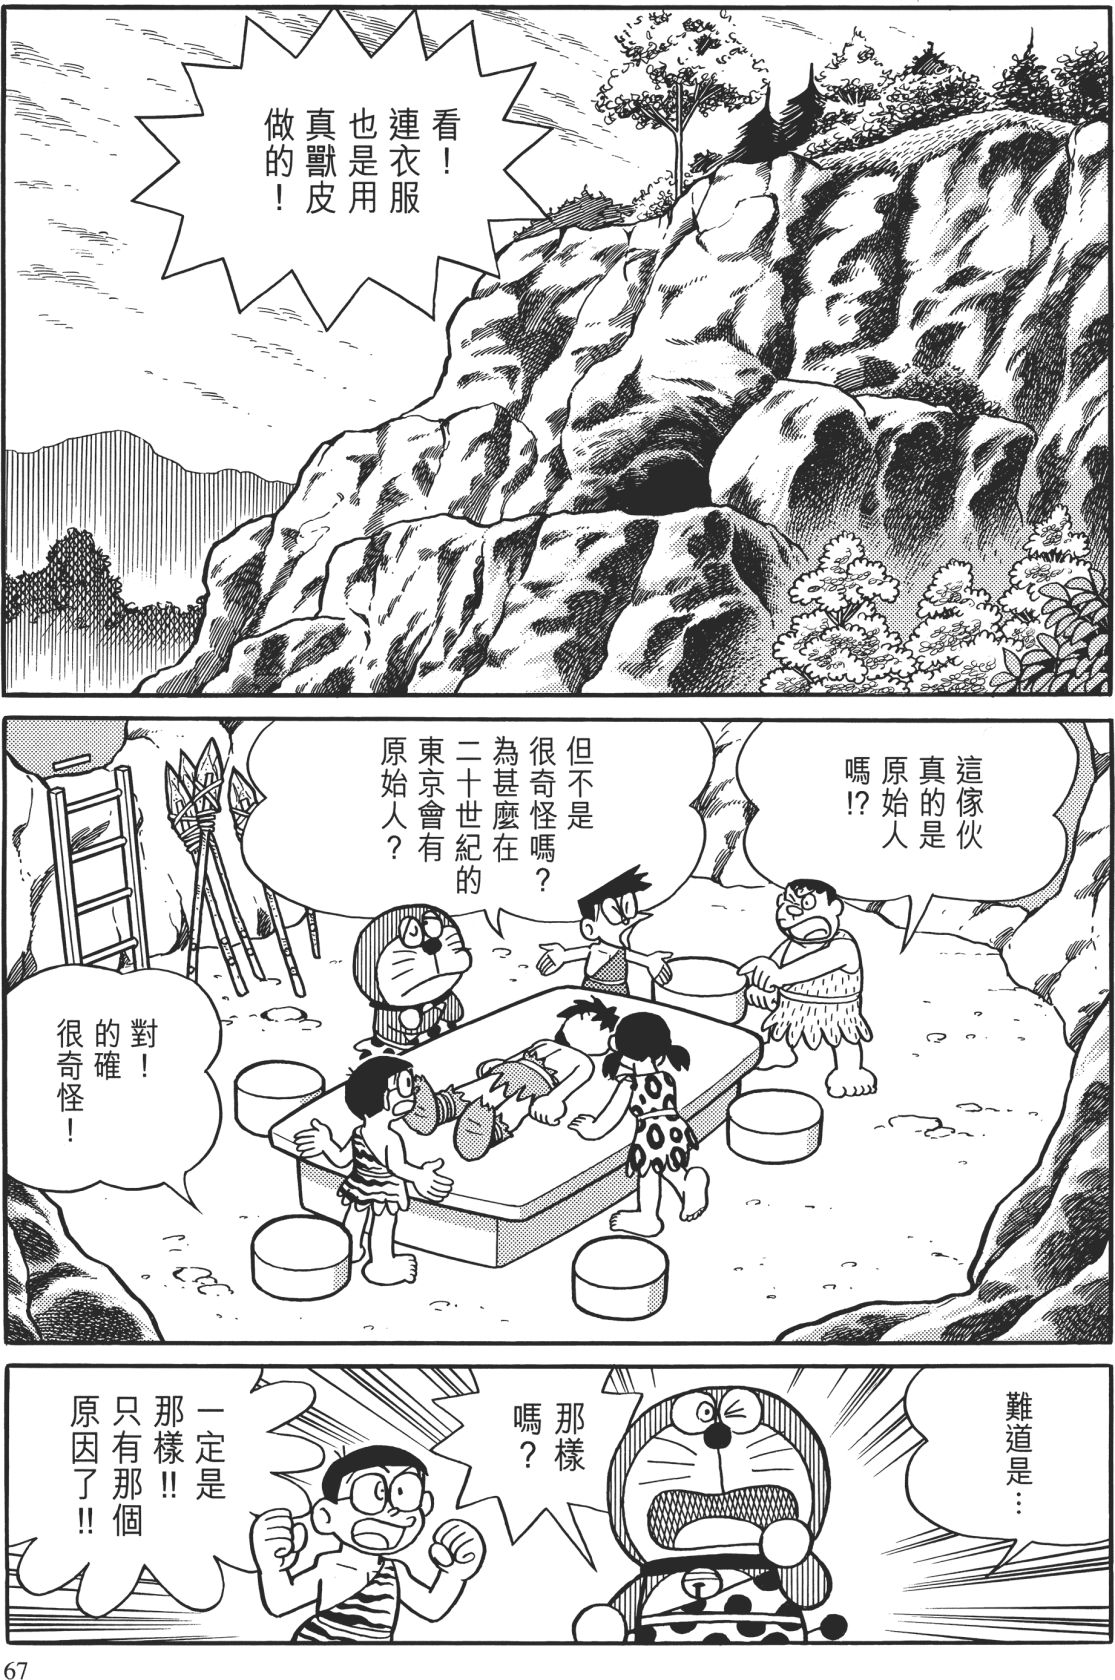 看！
連衣服
也是用
真獸皮
做的！
這傢伙
真的是
原始人
嗎!?
但不是
很奇怪嗎？
為甚麼在
二十世紀的
東京會有
原始人？
對！
的確
很奇怪！
難道是…
那樣
嗎？
一定是
那樣!!
只有那個
原因了!!
67